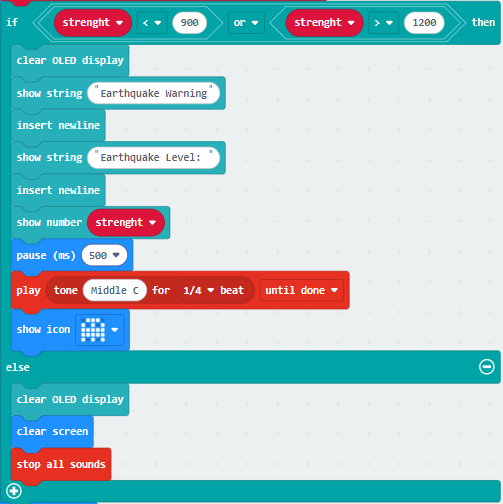 if strenght < 900 or strenght > 1200 then
clear OLED display
show string "Earthquake Warning"
insert newline
show string "Earthquake Level: "
insert newline
show number strenght
pause (ms) 500
play tone Middle C for 1/4 beat until done
show icon
else
clear OLED display
clear screen
stop all sounds